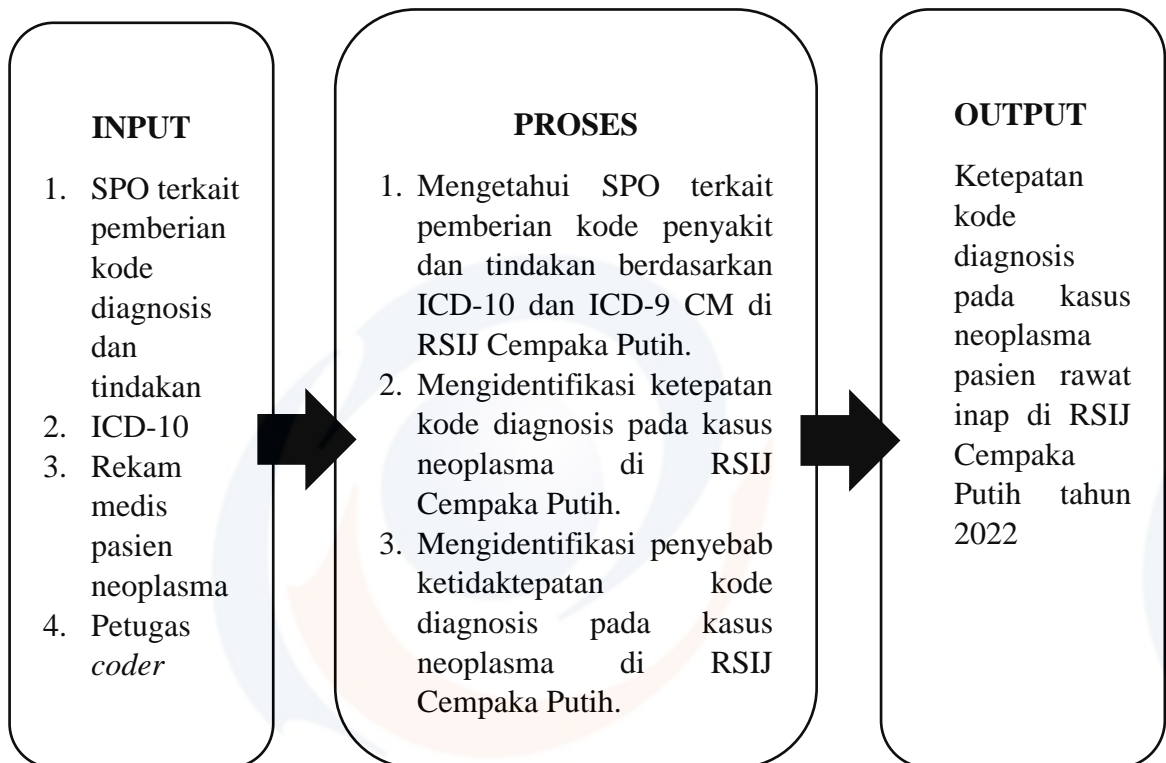 INPUT
1. SPO terkait
pemberian
kode
diagnosis
dan
tindakan
2. ICD-10
3. Rekam
medis
pasien
neoplasma
4. Petugas
coder
PROSES
1. Mengetahui SPO terkait
pemberian kode penyakit
dan tindakan berdasarkan
ICD-10 dan ICD-9 CM di
RSIJ Cempaka Putih.
2. Mengidentifikasi ketepatan
kode diagnosis pada kasus
neoplasma di RSIJ
Cempaka Putih.
3. Mengidentifikasi penyebab
ketidaktepatan kode
diagnosis pada kasus
neoplasma di RSIJ
Cempaka Putih.
OUTPUT
Ketepatan
kode
diagnosis
pada kasus
neoplasma
pasien rawat
inap di RSIJ
Cempaka
Putih tahun
2022